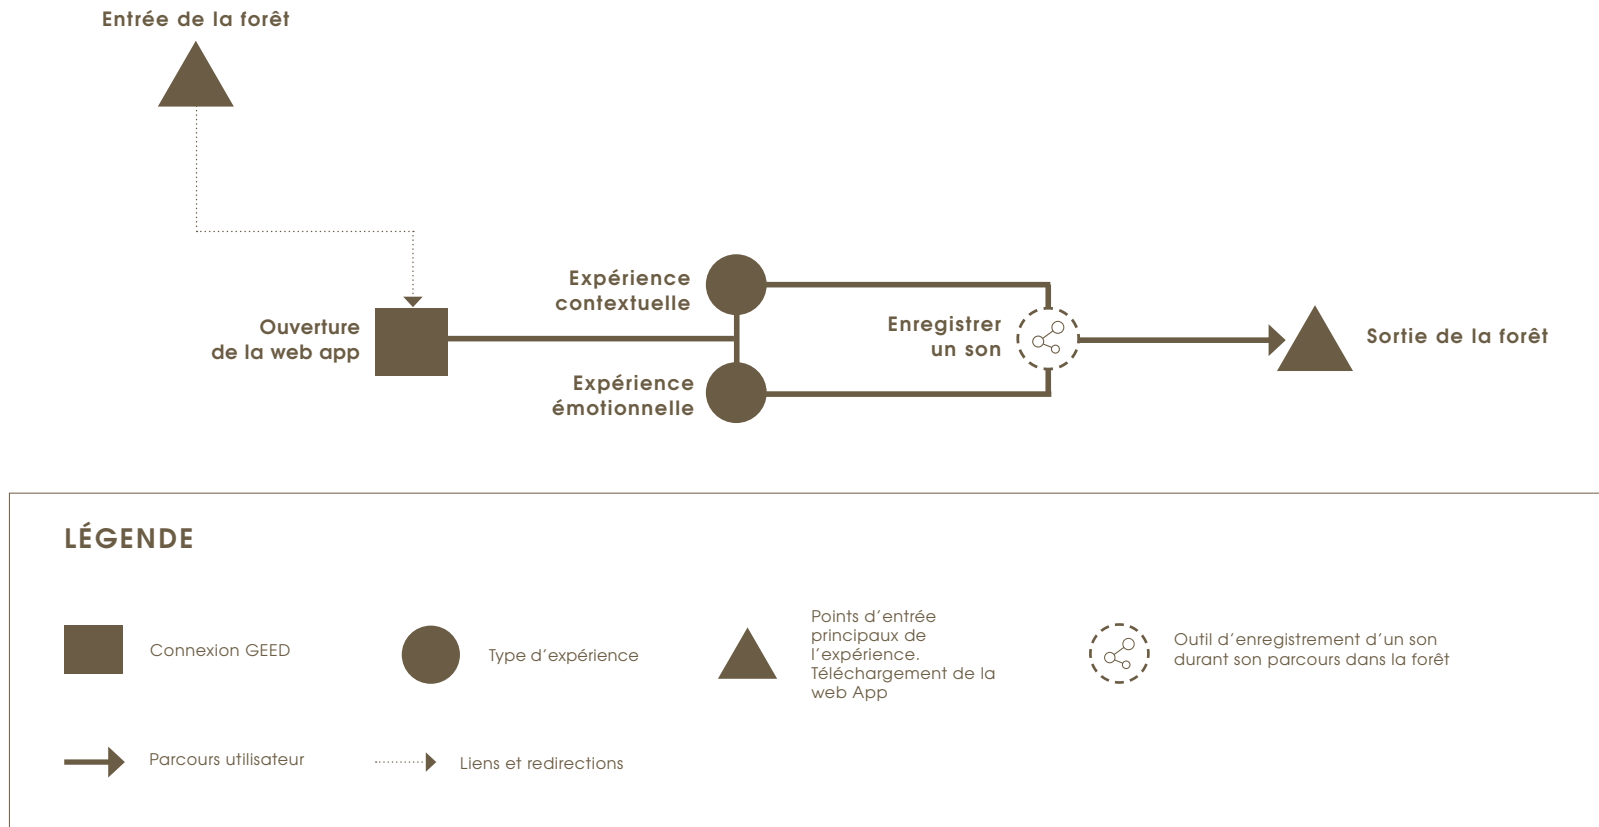 Entrée de la forêt
Ouverture
de la web app
Expérience
contextuelle
Expérience
émotionnelle
Enregistrer
un son
Sortie de la forêt
LÉGENDE
Connexion GEED
Type d’expérience
Points d’entrée
principaux de
l’expérience.
Téléchargement de la
web App
Outil d’enregistrement d’un son
durant son parcours dans la forêt
Parcours utilisateur
Liens et redirections